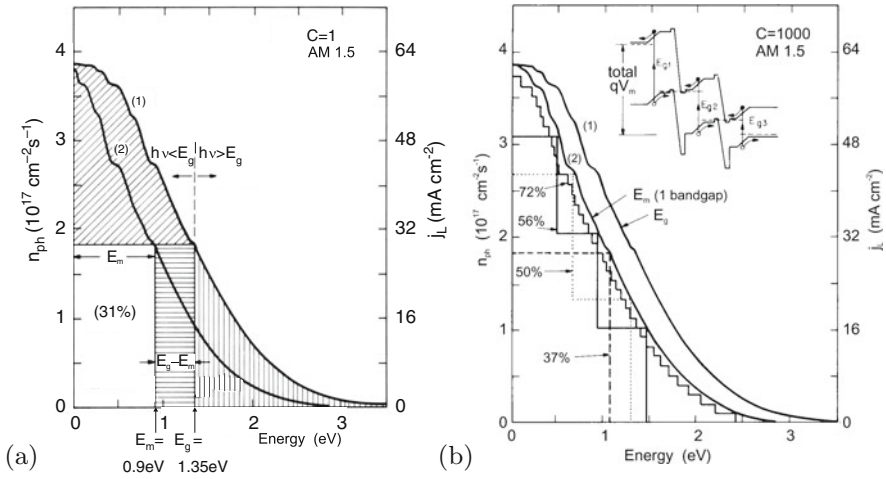 C=1
AM 1.5
4
3
2
1
0
n_ph (10^17 cm^-2 s^-1)
60
48
36
24
12
0
j_L (mA cm^-2)
(1)
(2)
hν<E_g
hν>E_g
E_m
(31%)
E_g–E_m
0
1
2
3
Energy
(eV)
E_m=
0.9eV
E_g=
1.35eV
(a)
C=1000
AM 1.5
4
3
2
1
0
n_ph (10^17 cm^-2 s^-1)
64
48
32
16
0
j_L (mA cm^-2)
total
qV_m
E_g1
E_g2
E_g3
(1)
(2)
E_m (1 bandgap)
E_g
72%
56%
50%
37%
0
1
2
3
Energy (eV)
(b)